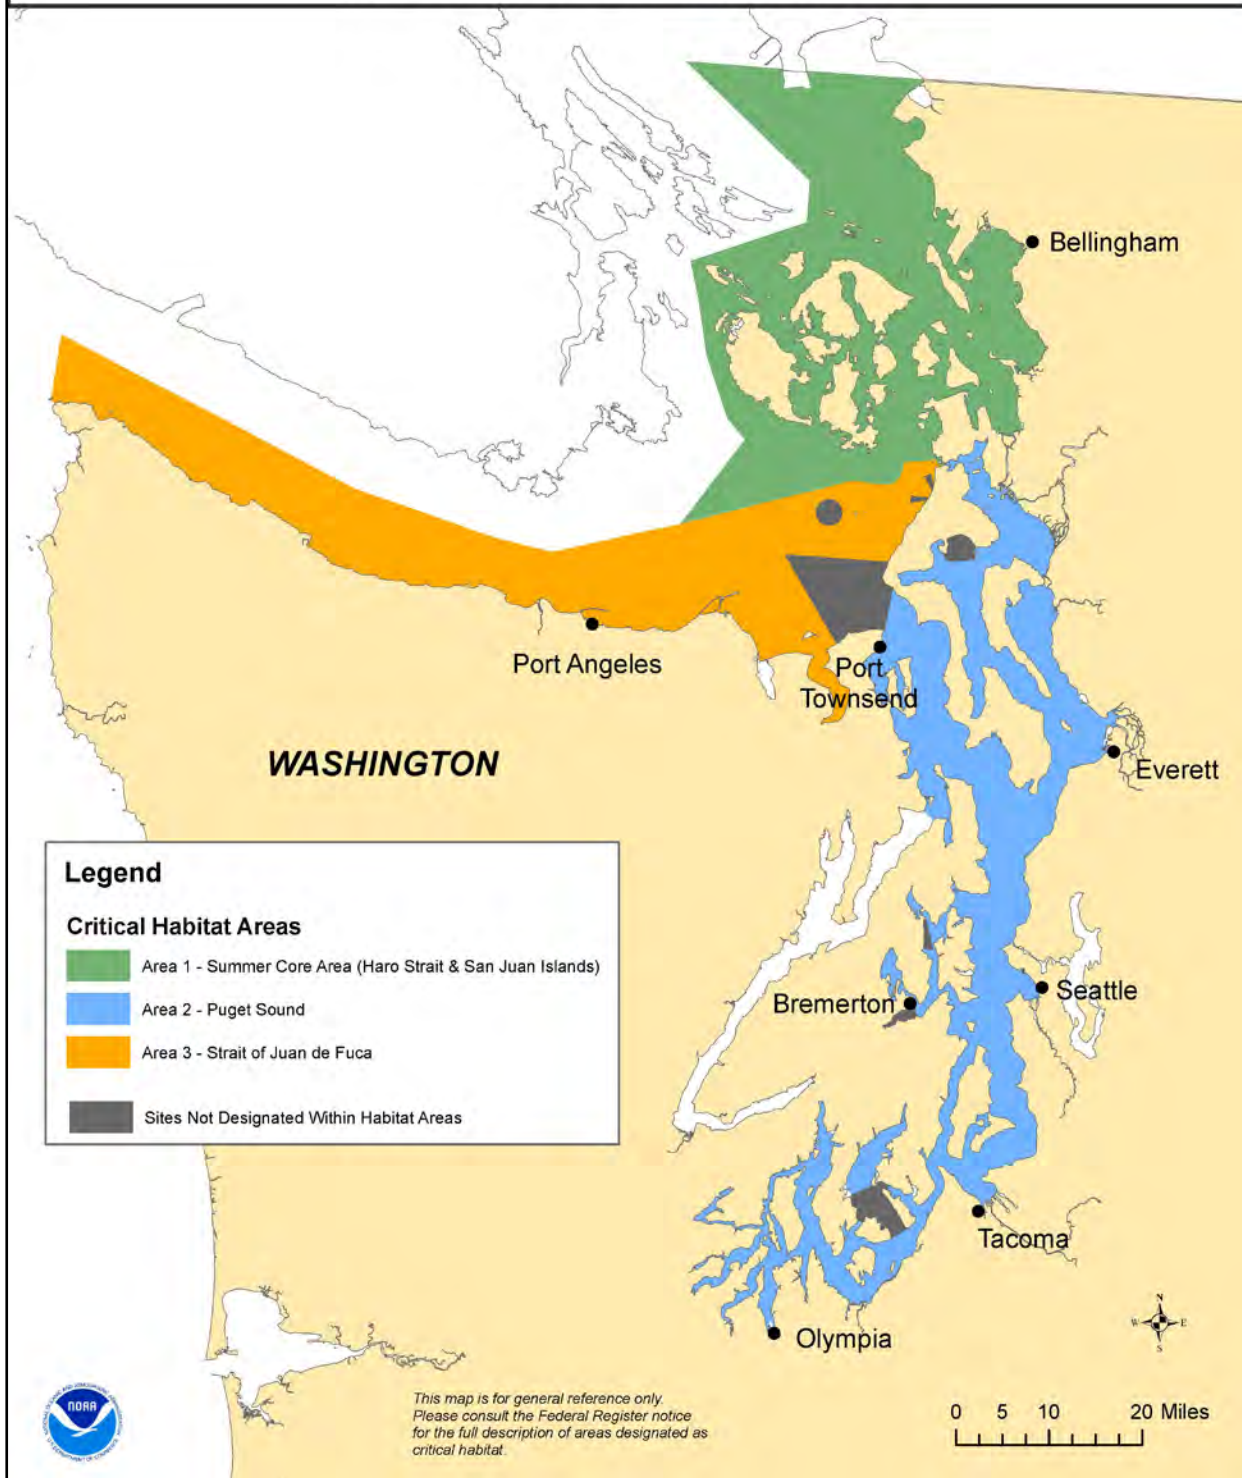 Bellingham
Port Angeles
Port
Townsend
WASHINGTON
Everett
Legend
Critical Habitat Areas
Area 1 - Summer Core Area (Haro Strait & San Juan Islands)
Area 2 - Puget Sound
Area 3 - Strait of Juan de Fuca
Sites Not Designated Within Habitat Areas
Seattle
Bremerton
Tacoma
Olympia
N
W E
S
NOAA
This map is for general reference only.
Please consult the Federal Register notice
for the full description of areas designated as
critical habitat.
0 5 10 20 Miles